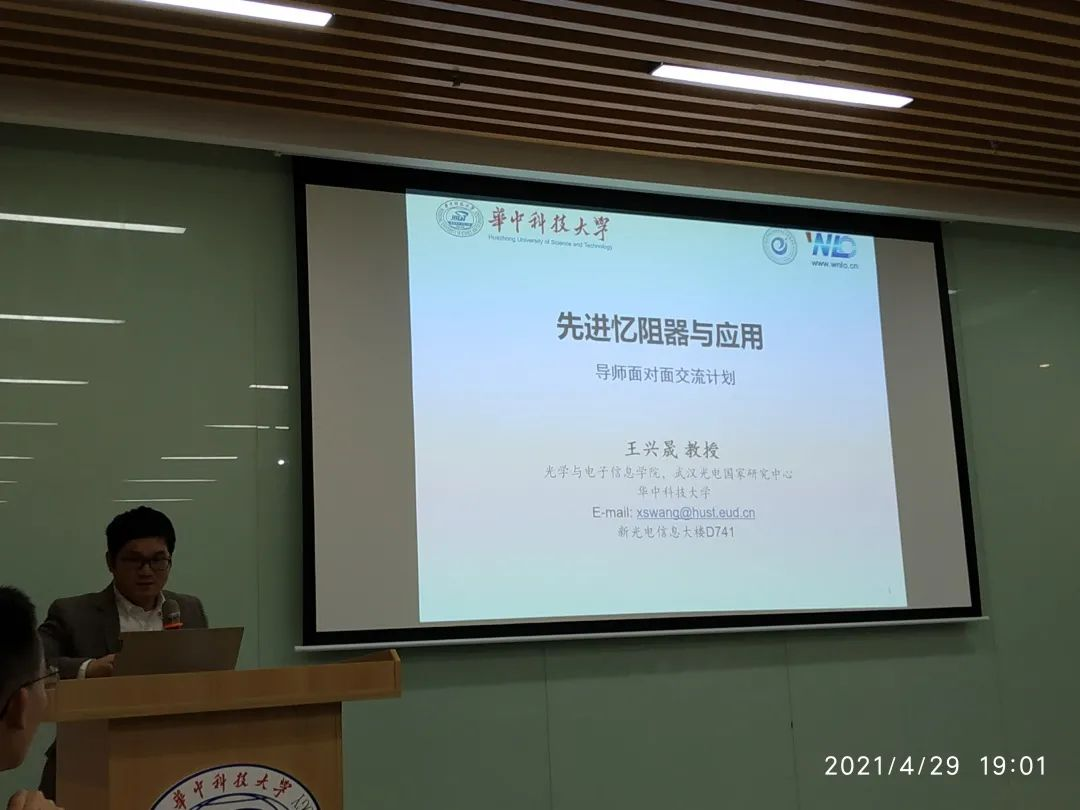 華中科技大学
Huazhong University of Science and Technology
WNLO
www.wnlo.cn
先进忆阻器与应用
导师面对面交流计划
王兴晟 教授
光学与电子信息学院、武汉光电国家研究中心
华中科技大学
E-mail: xswang@hust.eud.cn
新光电信息大楼D741
1
華中科技大学
2021/4/29 19:01